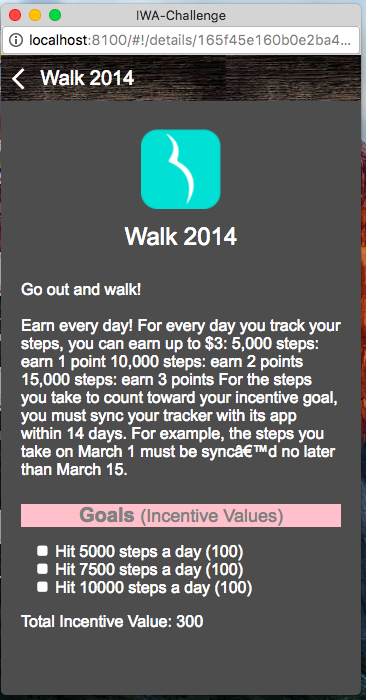 IWA-Challenge
localhost:8100/#!/details/165f45e160b0e2ba4...
Walk 2014
Walk 2014
Go out and walk!
Earn every day! For every day you track your
steps, you can earn up to $3: 5,000 steps:
earn 1 point 10,000 steps: earn 2 points
15,000 steps: earn 3 points For the steps
you take to count toward your incentive goal,
you must sync your tracker with its app
within 14 days. For example, the steps you
take on March 1 must be syncâ€™d no later
than March 15.
Goals (Incentive Values)
Hit 5000 steps a day (100)
Hit 7500 steps a day (100)
Hit 10000 steps a day (100)
Total Incentive Value: 300